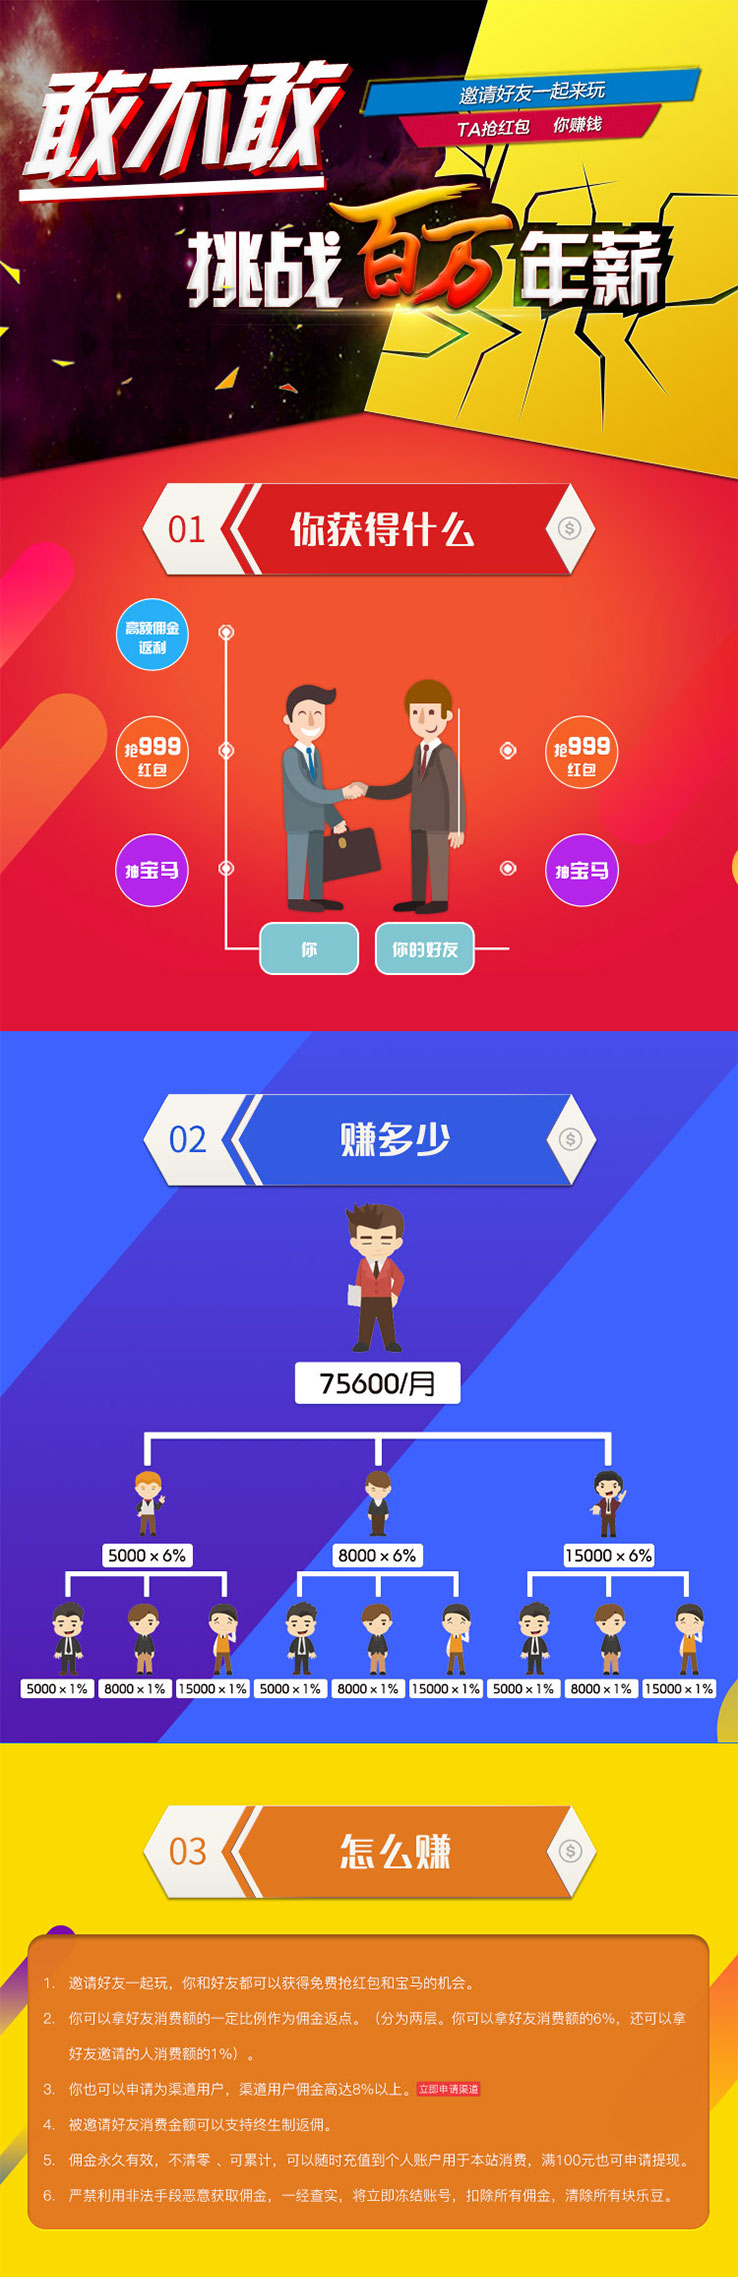 敢不敢
邀请好友一起来玩
TA抢红包 你赚钱
挑战百万年薪
01 你获得什么
高额佣金
返利
抢999
红包
抢999
红包
抽宝马
抽宝马
你
你的好友
02 赚多少
75600/月
5000×6%
8000×6%
15000×6%
5000×1%
8000×1%
15000×1%
5000×1%
8000×1%
15000×1%
5000×1%
8000×1%
15000×1%
03 怎么赚
1. 邀请好友一起玩，你和好友都可以获得免费抢红包和宝马的机会。
2. 你可以拿好友消费额的一定比例作为佣金返点。（分为两层。你可以拿好友消费额的6%，还可以拿
好友邀请的人消费额的1%）。
3. 你也可以申请为渠道用户，渠道用户佣金高达8%以上。 立即申请渠道
4. 被邀请好友消费金额可以支持终生制返佣。
5. 佣金永久有效，不清零 、可累计，可以随时充值到个人账户用于本站消费，满100元也可申请提现。
6. 严禁利用非法手段恶意获取佣金，一经查实，将立即冻结账号，扣除所有佣金，清除所有块乐豆。